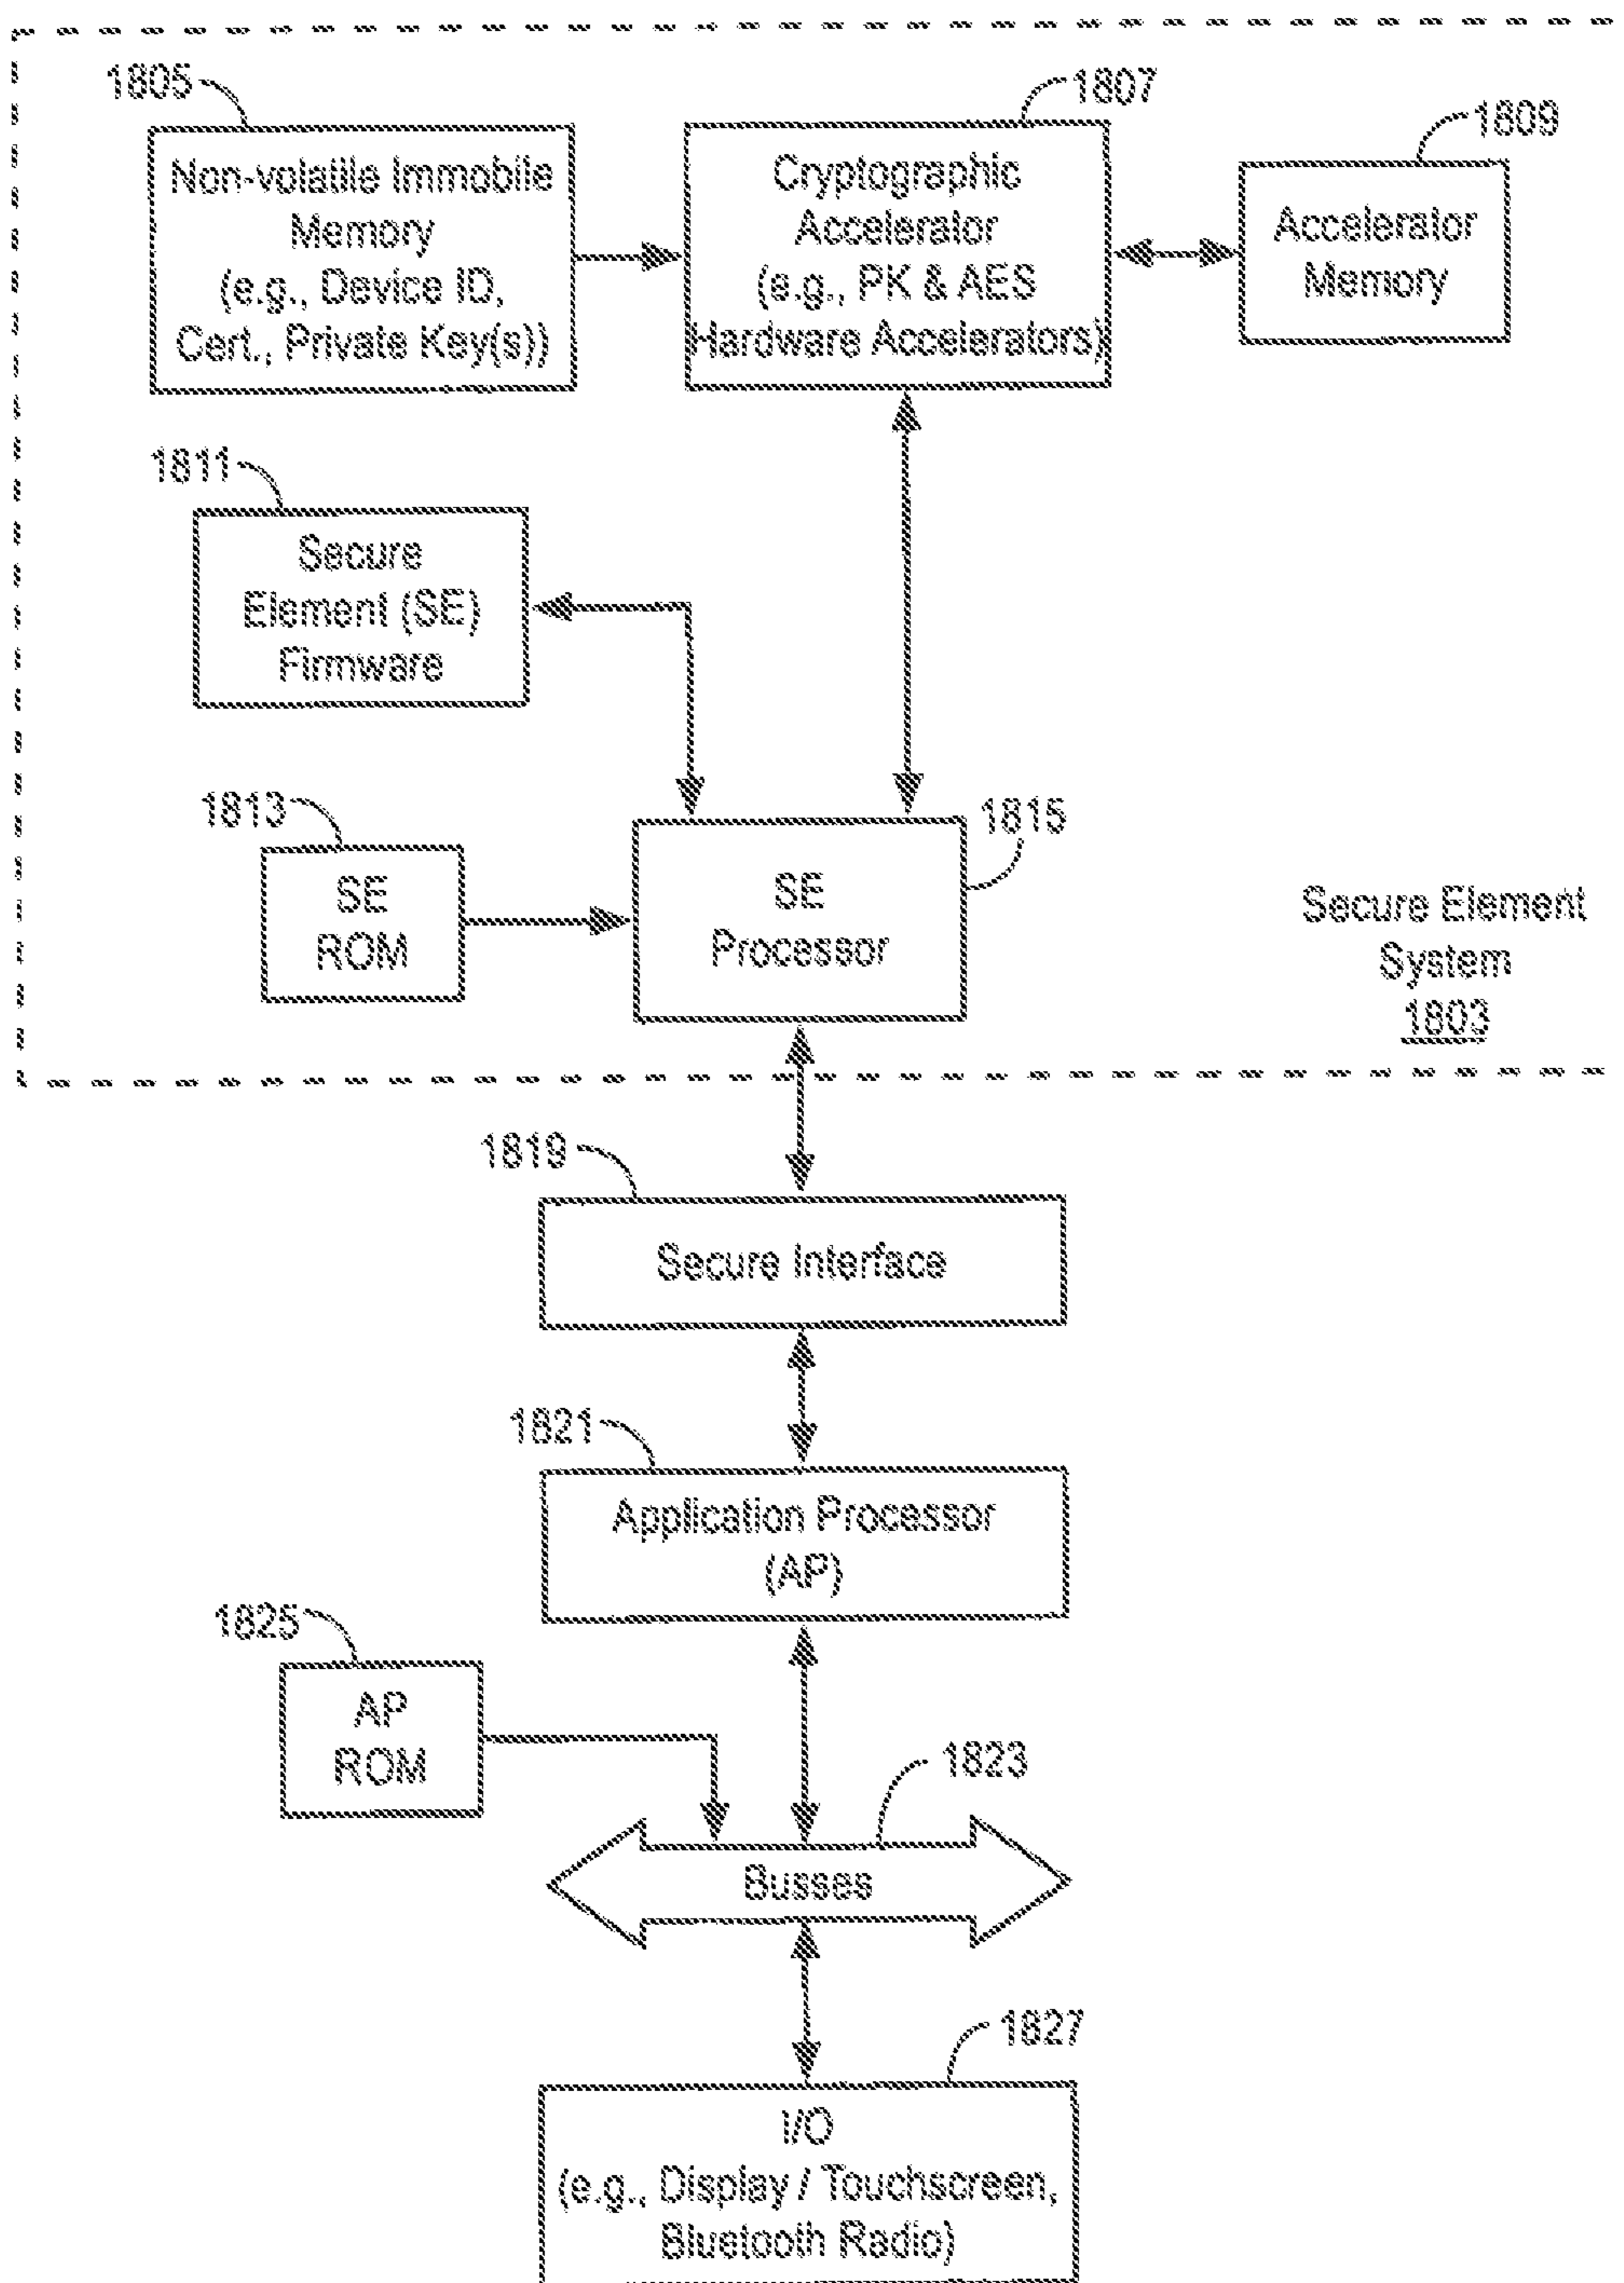 1805
1807
1809
Non-volatile Immobile
Memory
(e.g., Device ID,
Cert., Private Key(s))
Cryptographic
Accelerator
(e.g., PK & AES
Hardware Accelerators)
Accelerator
Memory
1811
Secure
Element (SE)
Firmware
1813
SE
ROM
1815
SE
Processor
Secure Element
System
1803
1819
Secure Interface
1821
Application Processor
(AP)
1825
AP
ROM
1823
Busses
1827
I/O
(e.g., Display / Touchscreen,
Bluetooth Radio)